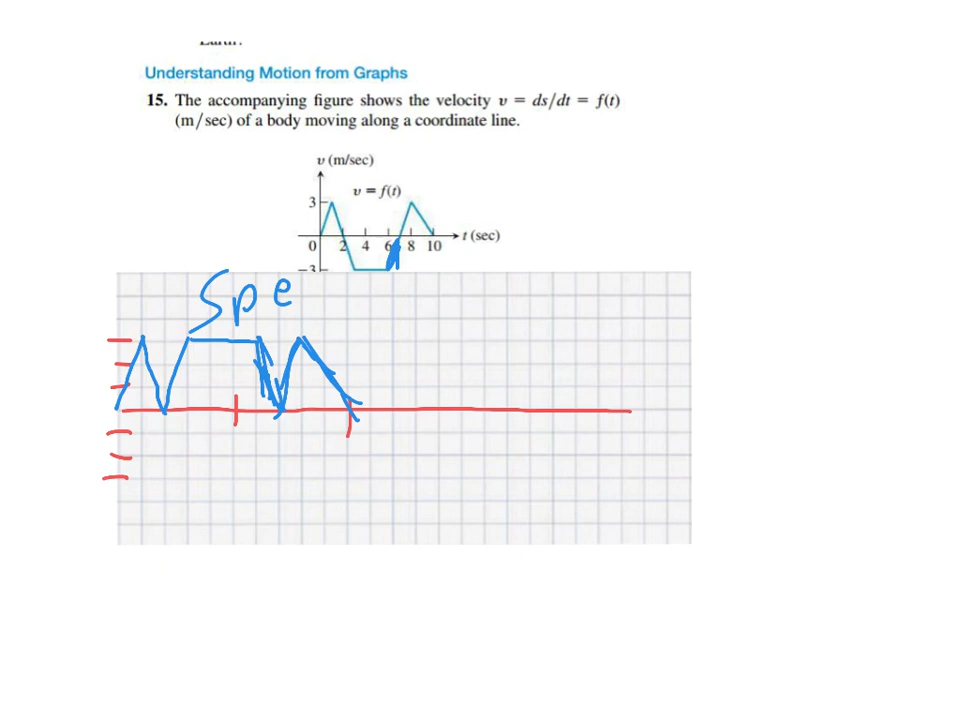 Understanding Motion from Graphs
15. The accompanying figure shows the velocity v = ds/dt = f(t)
(m/sec) of a body moving along a coordinate line.
v (m/sec)
v = f(t)
3
t (sec)
0 2 4 6 8 10
–3
Spe